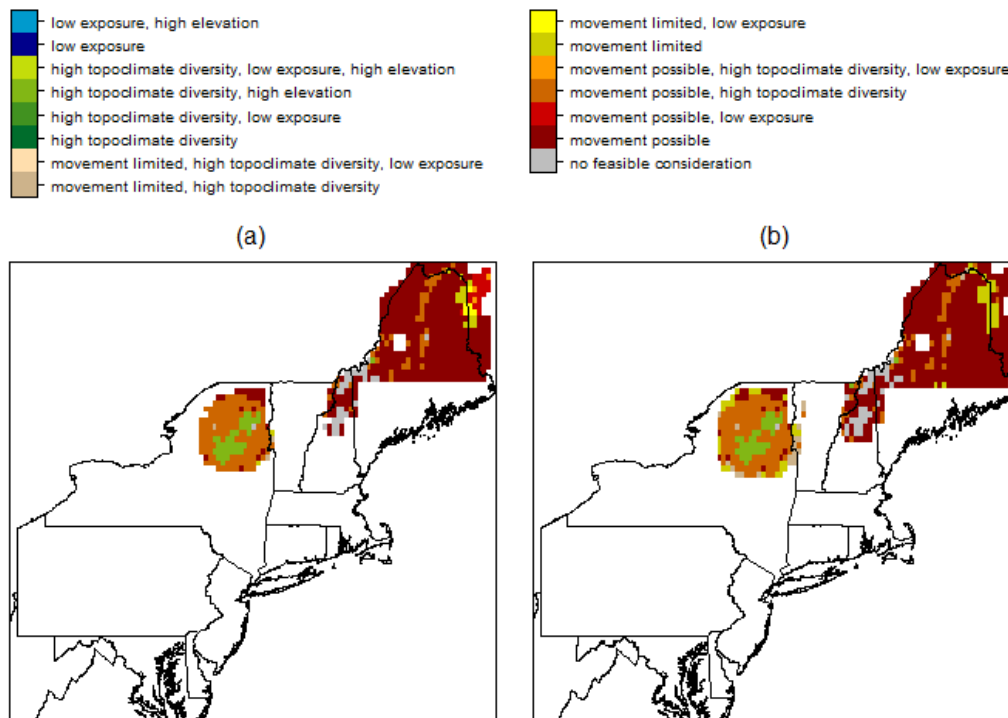 low exposure, high elevation
low exposure
high topoclimate diversity, low exposure, high elevation
high topoclimate diversity, high elevation
high topoclimate diversity, low exposure
high topoclimate diversity
movement limited, high topoclimate diversity, low exposure
movement limited, high topoclimate diversity
movement limited, low exposure
movement limited
movement possible, high topoclimate diversity, low exposure
movement possible, high topoclimate diversity
movement possible, low exposure
movement possible
no feasible consideration
(a)
(b)